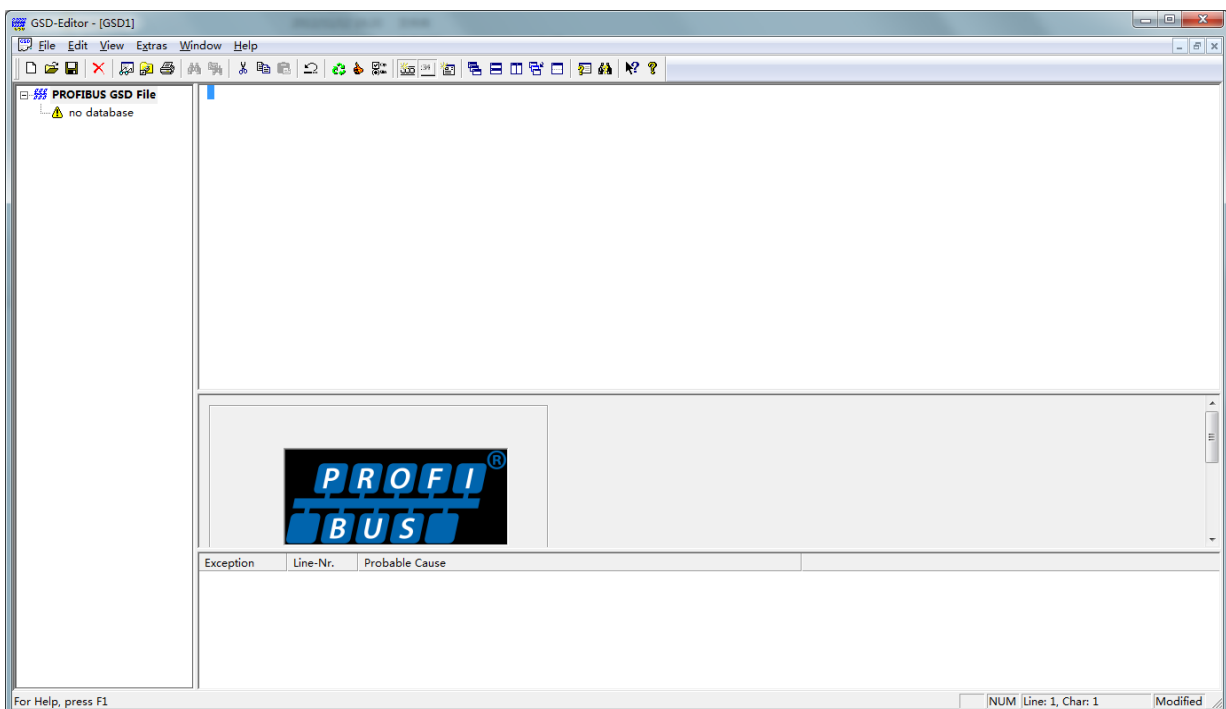 GSD-Editor - [GSD1]
File Edit View Extras Window Help
PROFIBUS GSD File
no database
PROFI®
BUS
Exception Line-Nr. Probable Cause
For Help, press F1 NUM Line: 1, Char: 1 Modified